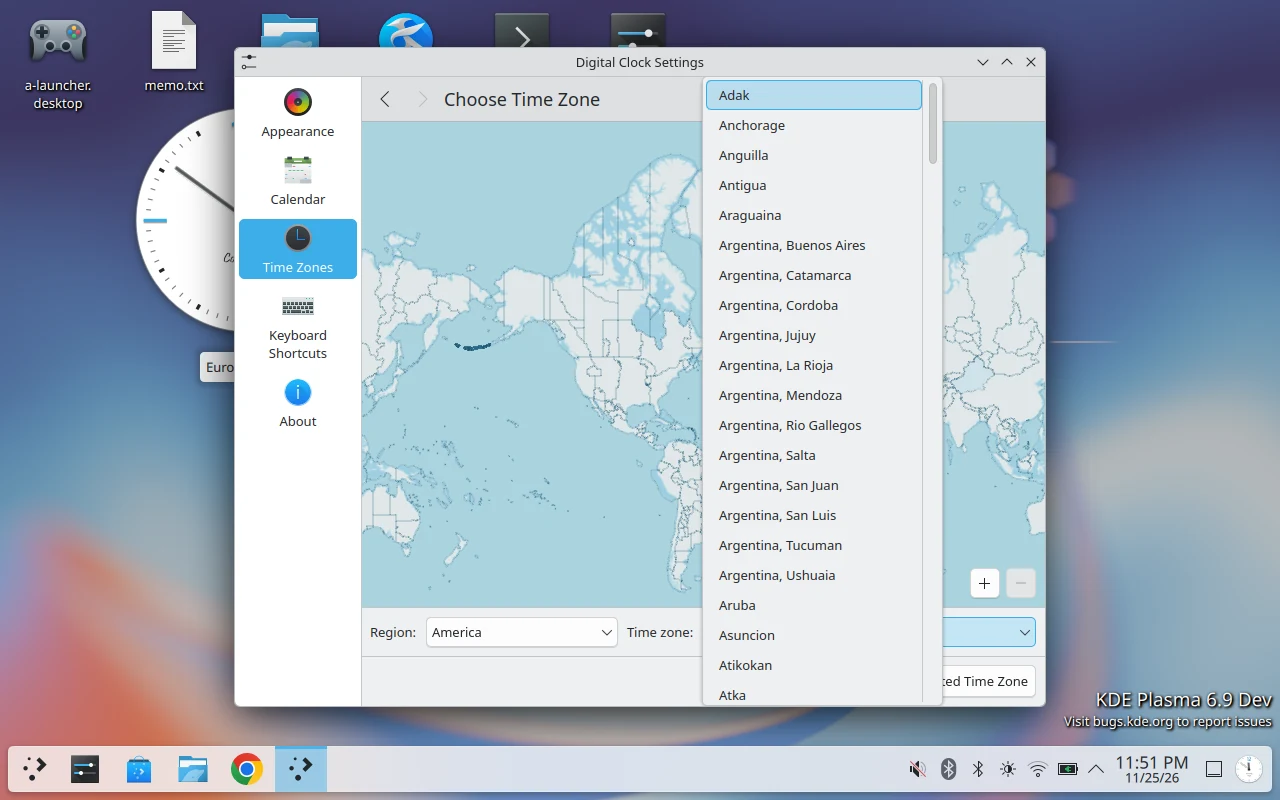 a-launcher.
desktop
memo.txt
Digital Clock Settings
Appearance
Calendar
Time Zones
Keyboard
Shortcuts
About
Choose Time Zone
Adak
Anchorage
Anguilla
Antigua
Araguaina
Argentina, Buenos Aires
Argentina, Catamarca
Argentina, Cordoba
Argentina, Jujuy
Argentina, La Rioja
Argentina, Mendoza
Argentina, Rio Gallegos
Argentina, Salta
Argentina, San Juan
Argentina, San Luis
Argentina, Tucuman
Argentina, Ushuaia
Aruba
Asuncion
Atikokan
Atka
Region:
America
Time zone:
Time Zone
KDE Plasma 6.9 Dev
Visit bugs.kde.org to report issues
11:51 PM
11/25/26